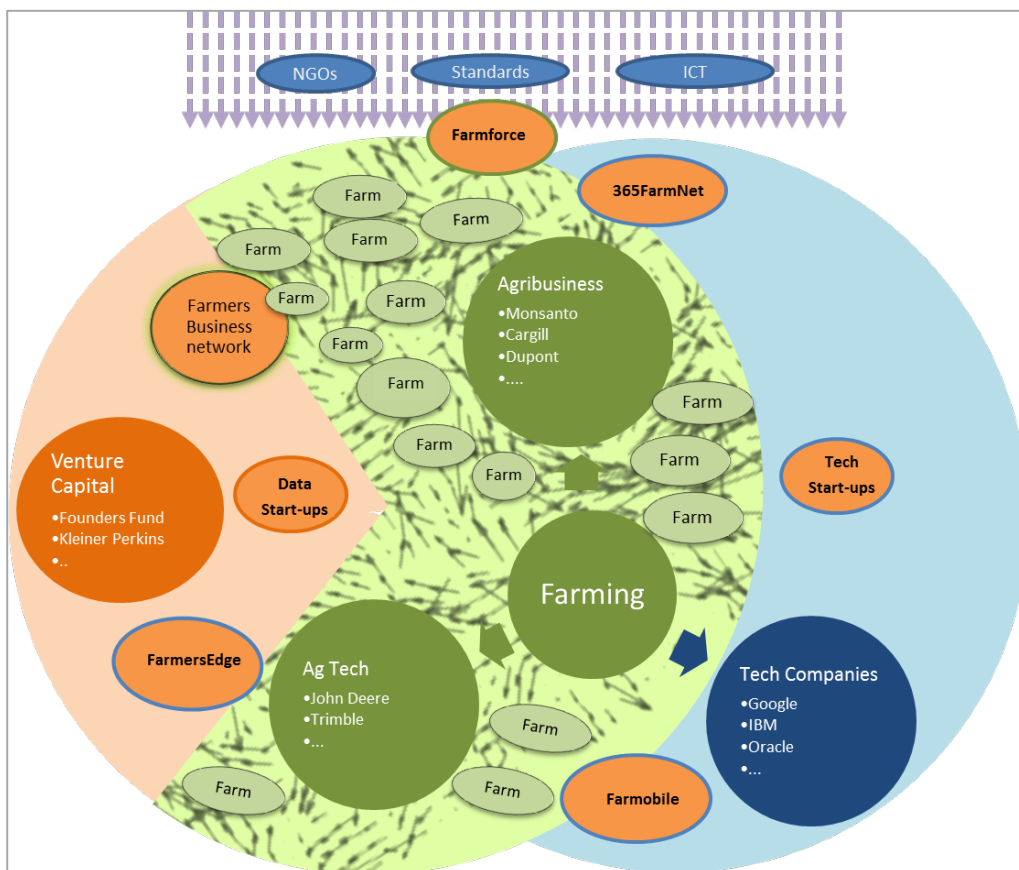 NGOs
Standards
ICT
Farmforce
365FarmNet
Farm
Farm
Farm
Farm
Farmers
Business
network
Farm
Farm
Farm
Farm
Farm
Farm
Agribusiness
•Monsanto
•Cargill
•Dupont
•....
Farm
Farm
Farm
Venture
Capital
•Founders Fund
•Kleiner Perkins
•..
Data
Start-ups
Tech
Start-ups
Farming
FarmersEdge
Ag Tech
•John Deere
•Trimble
•...
Tech Companies
•Google
•IBM
•Oracle
•...
Farm
Farm
Farm
Farmobile